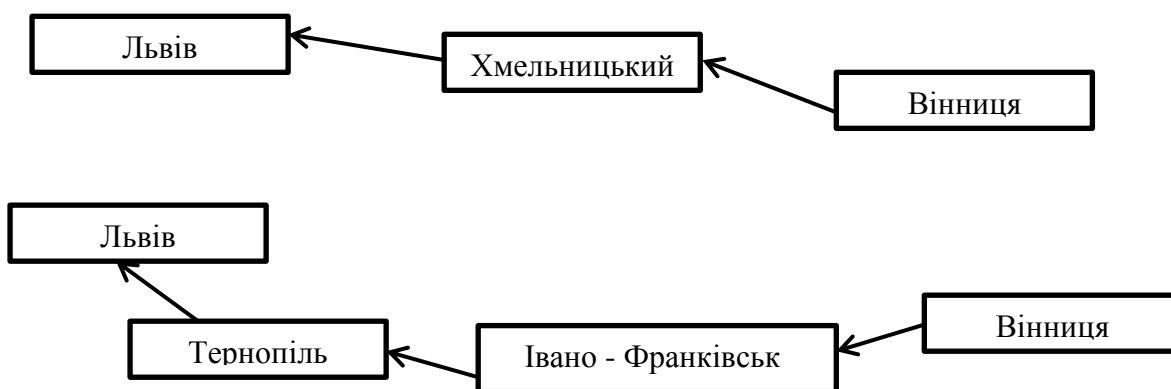 Львів
Хмельницький
Вінниця
Львів
Вінниця
Тернопіль
Івано - Франківськ